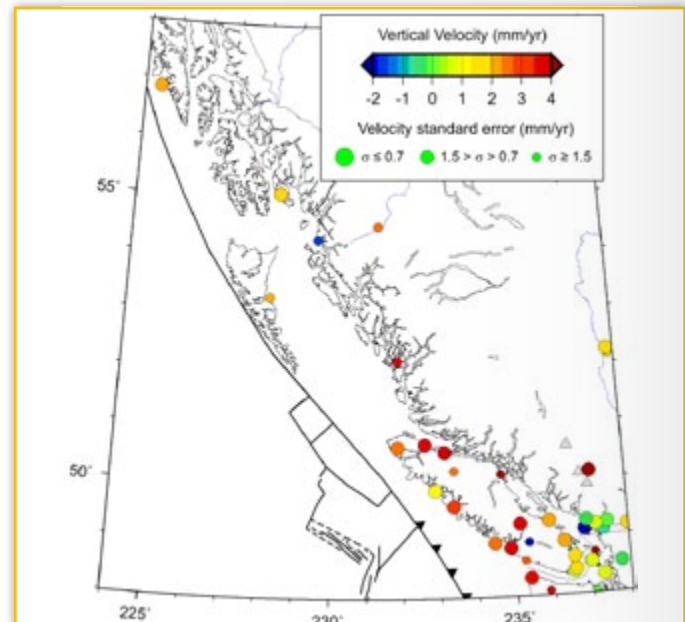 Vertical Velocity (mm/yr)
-2 -1 0 1 2 3 4
Velocity standard error (mm/yr)
σ ≤ 0.7 1.5 > σ > 0.7 σ ≥ 1.5
55°
50°
225°
230°
235°